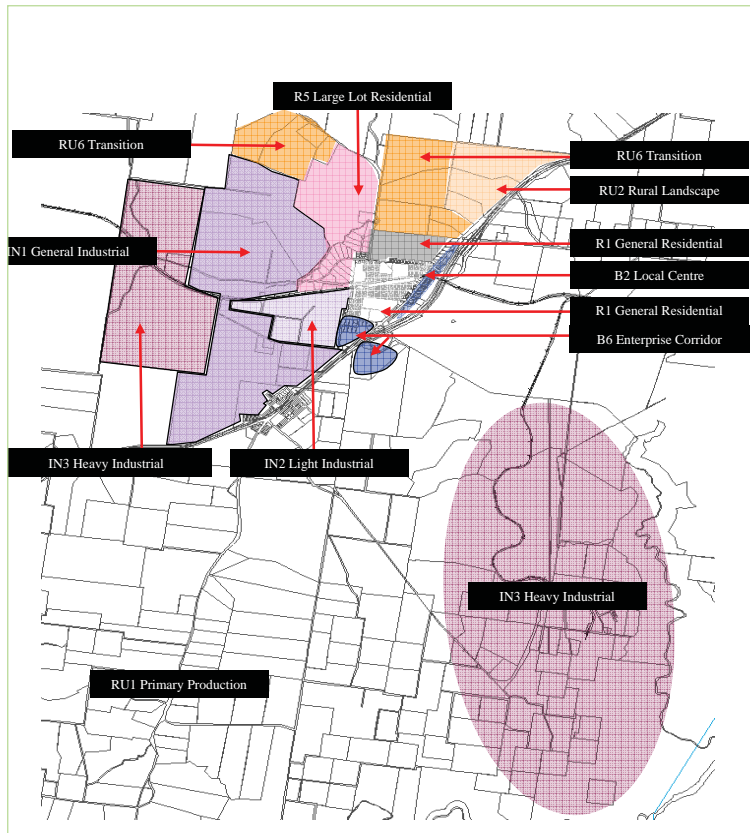 R5 Large Lot Residential
RU6 Transition
RU6 Transition
RU2 Rural Landscape
R1 General Residential
IN1 General Industrial
B2 Local Centre
R1 General Residential
B6 Enterprise Corridor
IN3 Heavy Industrial
IN2 Light Industrial
IN3 Heavy Industrial
RU1 Primary Production